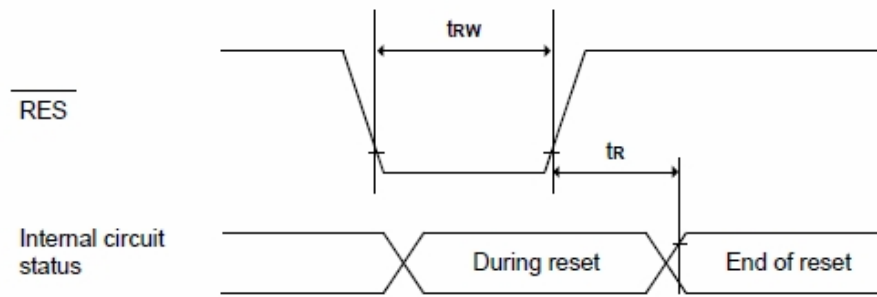 tRW
RES
tR
Internal circuit
status
During reset
End of reset